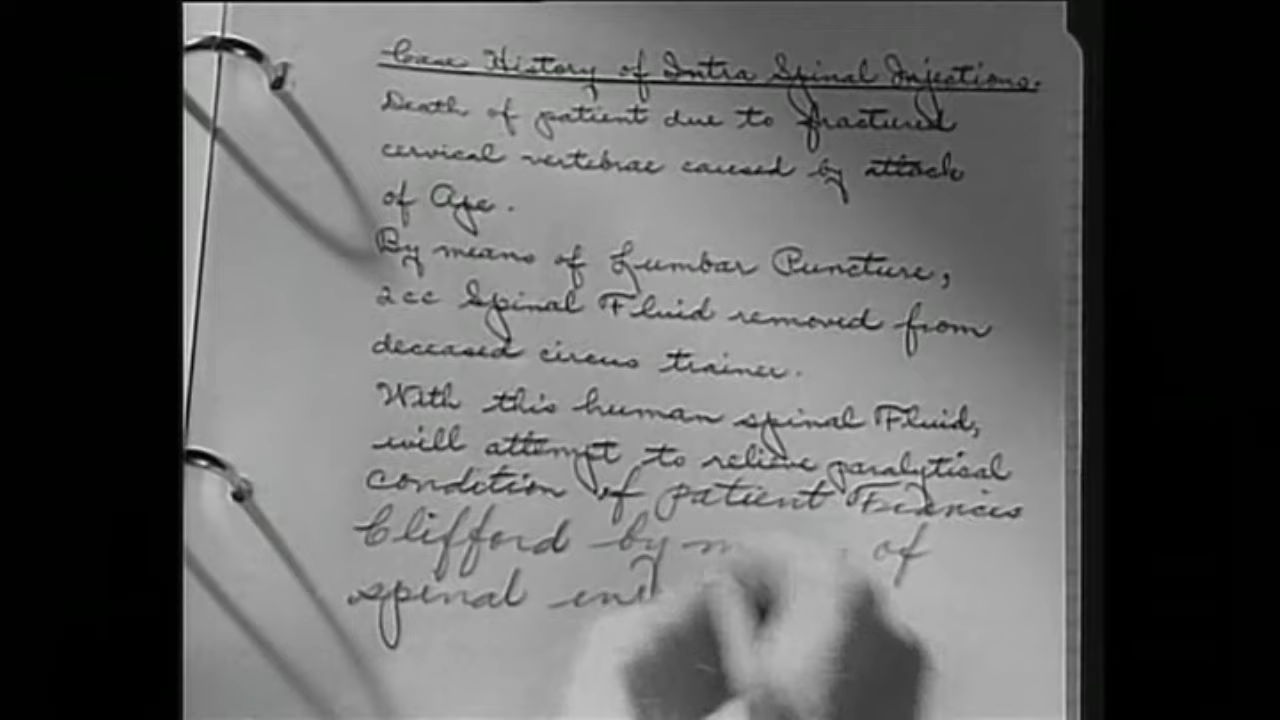 Case History of Intra Spinal Injections.
Death of patient due to fractured
cervical vertebrae caused by attack
of Ape.
By means of Lumbar Puncture,
2cc Spinal Fluid removed from
deceased circus trainer.
With this human spinal Fluid,
will attempt to relieve paralytical
condition of patient Francis
Clifford by of
spinal